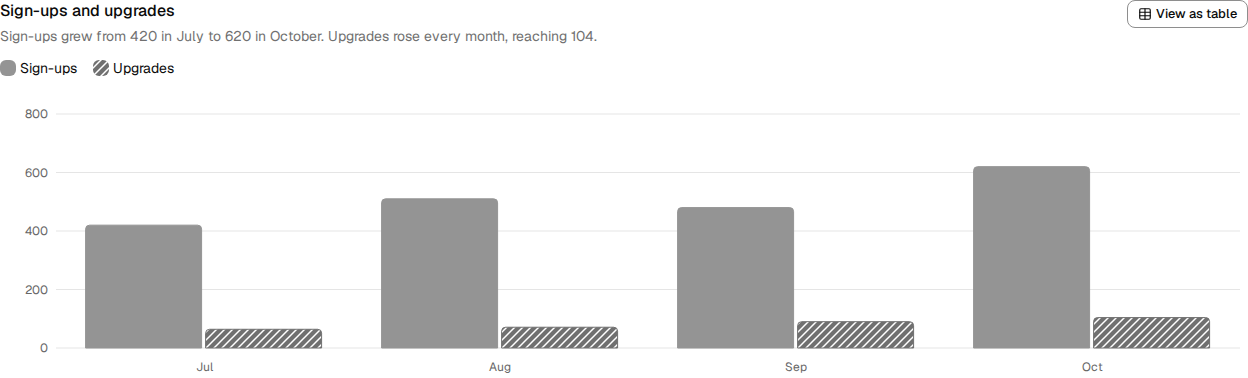 Sign-ups and upgrades
View as table
Sign-ups grew from 420 in July to 620 in October. Upgrades rose every month, reaching 104.
Sign-ups Upgrades
800
600
400
200
0
Jul Aug Sep Oct